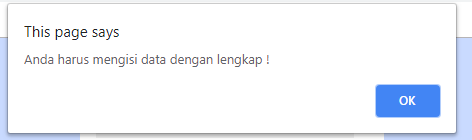 This page says
Anda harus mengisi data dengan lengkap !
OK